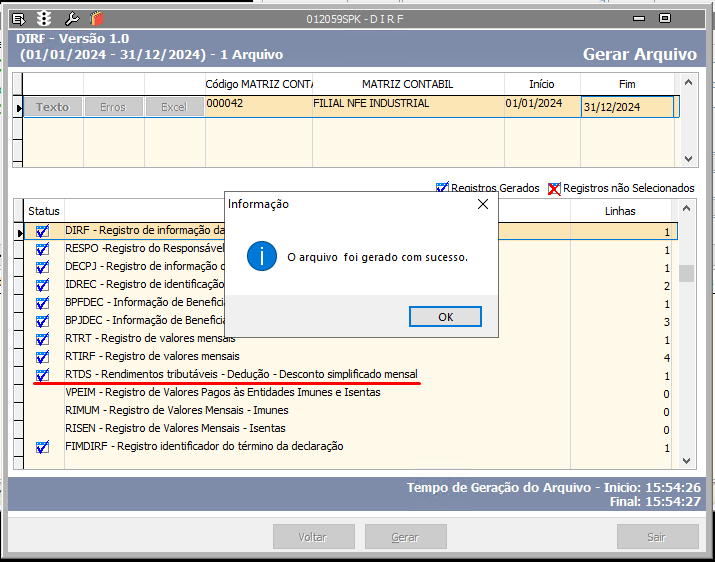 012059SPK - D I R F
DIRF - Versão 1.0
(01/01/2024 - 31/12/2024) - 1 Arquivo
Gerar Arquivo
Código MATRIZ CONTA MATRIZ CONTABIL Início Fim
Texto Erros Excel 000042 FILIAL NFE INDUSTRIAL 01/01/2024 31/12/2024
Registros Gerados Registros não Selecionados
Status Linhas
DIRF - Registro de informação da 1
RESPO -Registro do Responsável 1
DECPJ - Registro de informação d 1
IDREC - Registro de identificação 2
BPFDEC - Informação de Beneficia 1
BPJDEC - Informação de Beneficia 3
RTRT - Registro de valores mensais 1
RTIRF - Registro de valores mensais 4
RTDS - Rendimentos tributáveis - Dedução - Desconto simplificado mensal 1
VPEIM - Registro de Valores Pagos às Entidades Imunes e Isentas 0
RIMUM - Registro de Valores Mensais - Imunes 0
RISEN - Registro de Valores Mensais - Isentas 0
FIMDIRF - Registro identificador do término da declaração 1
Informação
O arquivo foi gerado com sucesso.
OK
Tempo de Geração do Arquivo - Inicio: 15:54:26
Final: 15:54:27
Voltar Gerar Sair